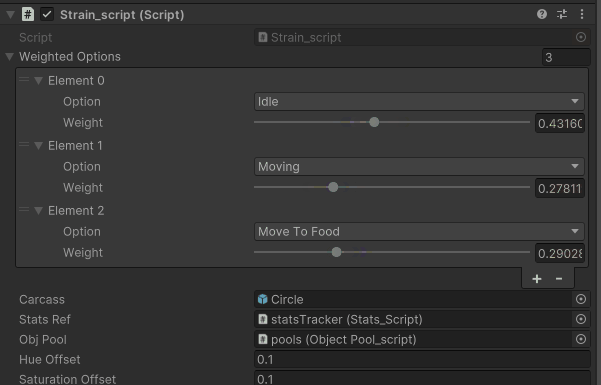 # Strain_script (Script)
Script # Strain_script
Weighted Options 3
Element 0
Option Idle
Weight 0.4316
Element 1
Option Moving
Weight 0.27811
Element 2
Option Move To Food
Weight 0.29028
+ -
Carcass Circle
Stats Ref # statsTracker (Stats_Script)
Obj Pool # pools (Object Pool_script)
Hue Offset 0.1
Saturation Offset 0.1